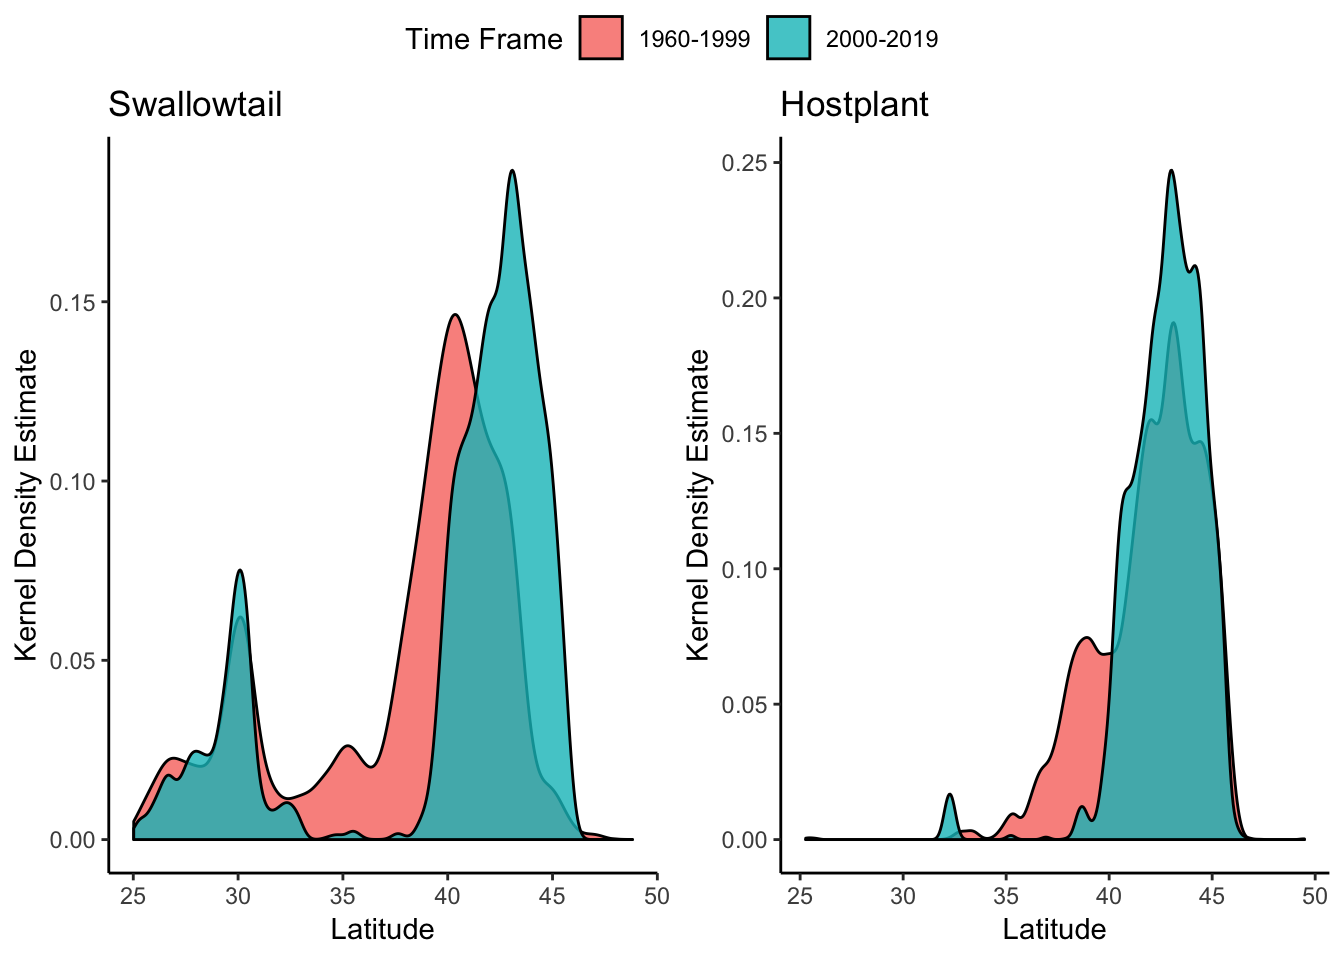 Time Frame 1960-1999 2000-2019
Swallowtail
Kernel Density Estimate
0.15
0.10
0.05
0.00
25 30 35 40 45 50
Latitude
Hostplant
Kernel Density Estimate
0.25
0.20
0.15
0.10
0.05
0.00
25 30 35 40 45 50
Latitude